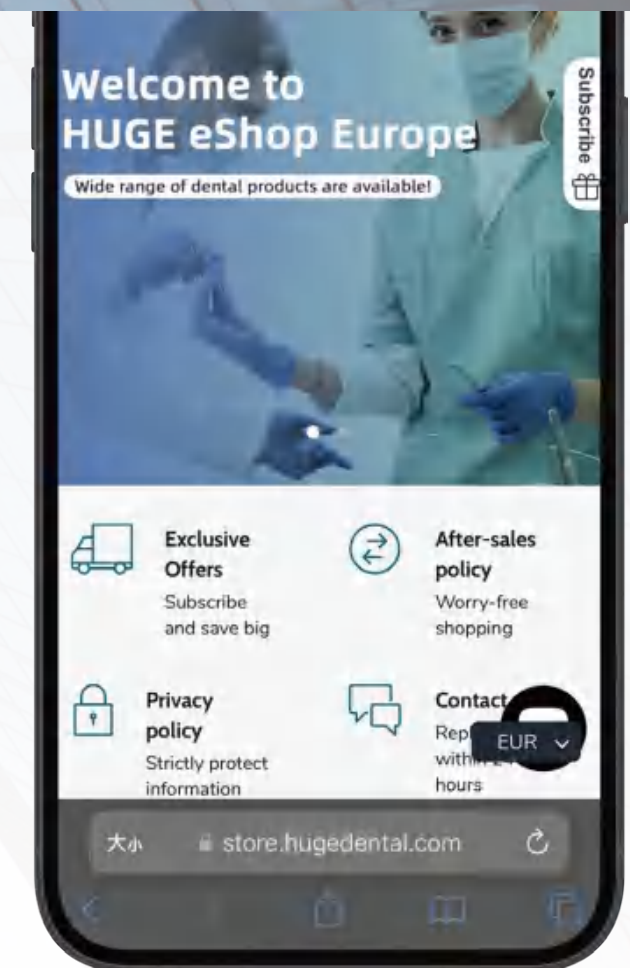 Welcome to
HUGE eShop Europe
Wide range of dental products are available!
Subscribe
Exclusive
Offers
Subscribe
and save big
After-sales
policy
Worry-free
shopping
Privacy
policy
Strictly protect
information
Contact
within
hours
EUR
大小
store.hugedental.com